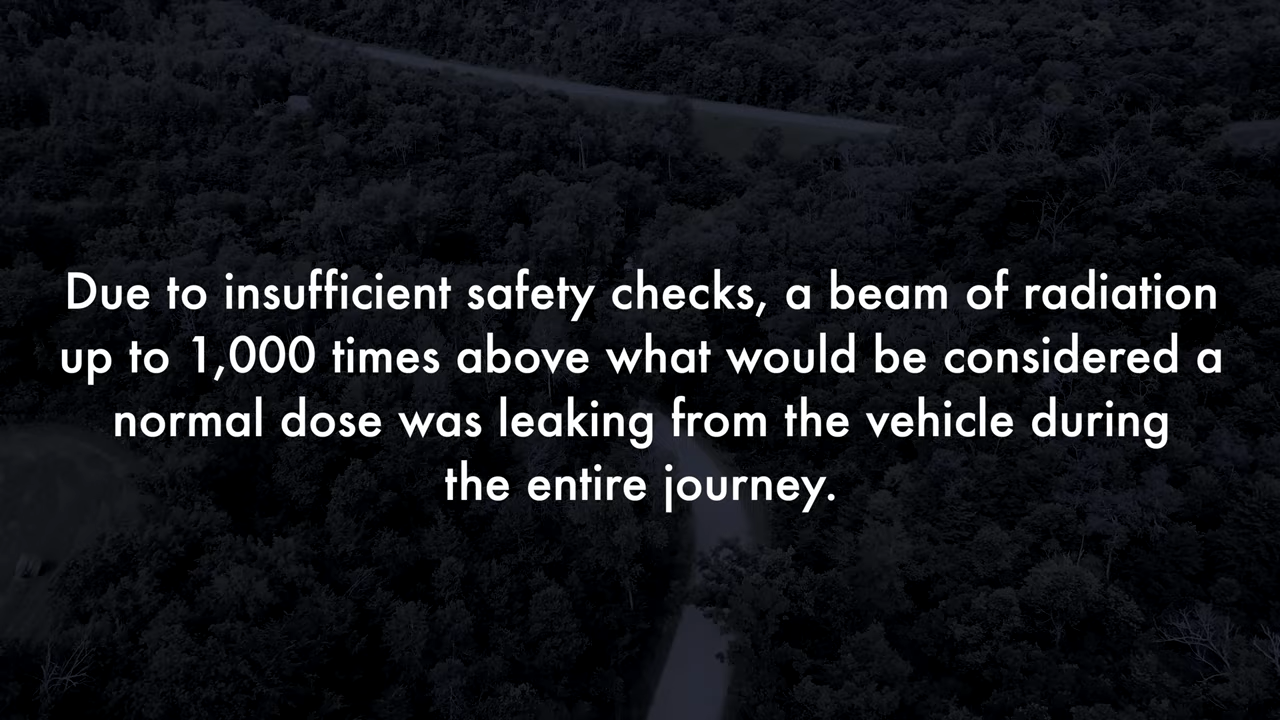 Due to insufficient safety checks, a beam of radiation
up to 1,000 times above what would be considered a
normal dose was leaking from the vehicle during
the entire journey.